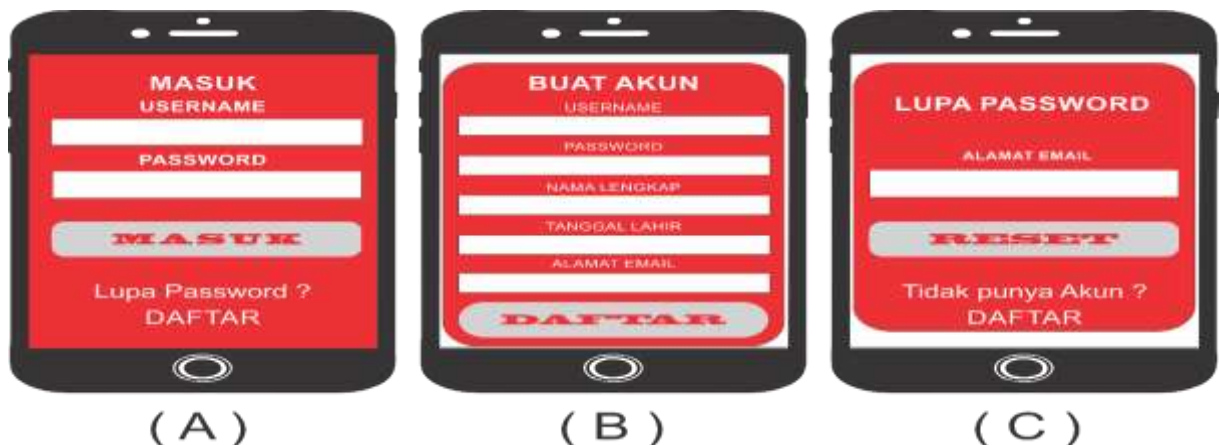 MASUK
USERNAME
PASSWORD
MASUK
Lupa Password ?
DAFTAR
( A )
BUAT AKUN
USERNAME
PASSWORD
NAMA LENGKAP
TANGGAL LAHIR
ALAMAT EMAIL
DAFTAR
( B )
LUPA PASSWORD
ALAMAT EMAIL
RESET
Tidak punya Akun ?
DAFTAR
( C )